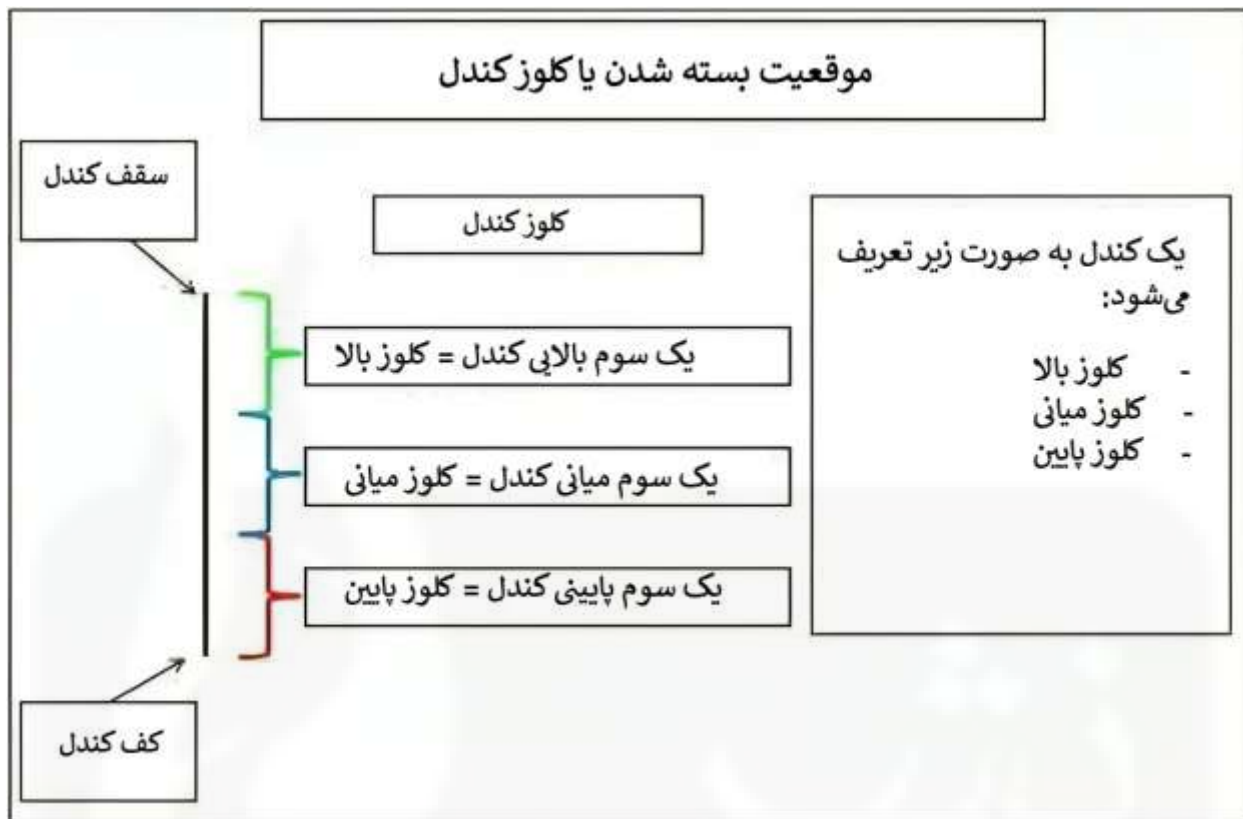 موقعیت بسته شدن یا کلوز کندل
سقف کندل
کلوز کندل
یک کندل به صورت زیر تعریف
می‌شود:
- کلوز بالا
- کلوز میانی
- کلوز پایین
یک سوم بالایی کندل = کلوز بالا
یک سوم میانی کندل = کلوز میانی
یک سوم پایینی کندل = کلوز پایین
کف کندل